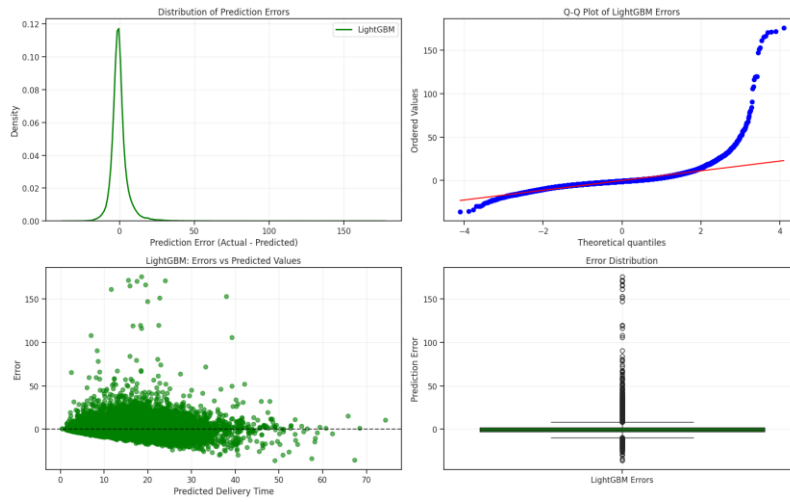 Distribution of Prediction Errors
0.12
0.10
0.08
0.06
0.04
0.02
0.00
Density
LightGBM
0 50 100 150
Prediction Error (Actual - Predicted)
Q-Q Plot of LightGBM Errors
150
100
50
0
Ordered Values
−4 −2 0 2 4
Theoretical quantiles
LightGBM: Errors vs Predicted Values
150
100
50
0
Error
0 10 20 30 40 50 60 70
Predicted Delivery Time
Error Distribution
150
100
50
0
Prediction Error
LightGBM Errors